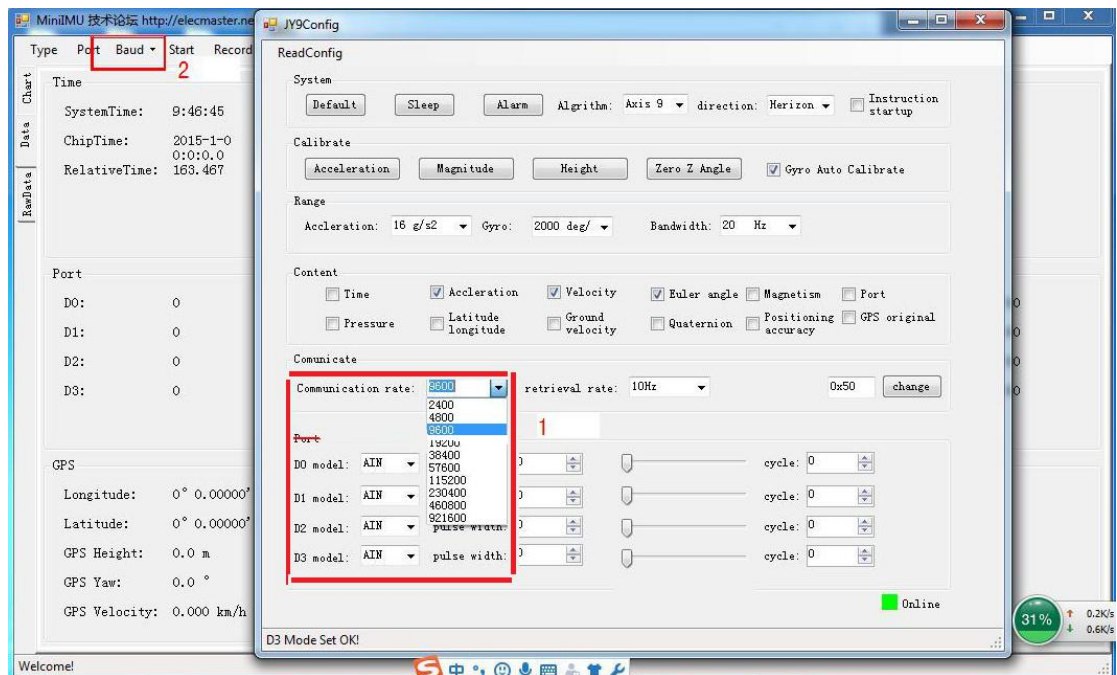 MiniIMU 技术论坛 http://elecmaster.ne
Type Port Baud Start Record
2
Chart
Data
RawData
Time
SystemTime: 9:46:45
ChipTime: 2015-1-0
0:0:0.0
RelativeTime: 163.467
Port
D0: 0
D1: 0
D2: 0
D3: 0
GPS
Longitude: 0° 0.00000'
Latitude: 0° 0.00000'
GPS Height: 0.0 m
GPS Yaw: 0.0 °
GPS Velocity: 0.000 km/h
Welcome!
JY9Config
ReadConfig
System
Default Sleep Alarm Algrithm: Axis 9 direction: Herizon Instruction
startup
Calibrate
Acceleration Magnitude Height Zero Z Angle Gyro Auto Calibrate
Range
Accleration: 16 g/s2 Gyro: 2000 deg/ Bandwidth: 20 Hz
Content
Time Accleration Velocity Euler angle Magnetism Port
Pressure Latitude
longitude Ground
velocity Quaternion Positioning
accuracy GPS original
Comunicate
Communication rate: 9600 retrieval rate: 10Hz 0x50 change
2400
4800
9600
19200
38400
57600
115200
230400
460800
921600
1
Port
D0 model: AIN cycle: 0
D1 model: AIN cycle: 0
D2 model: AIN pulse width: cycle: 0
D3 model: AIN pulse width: cycle: 0
Online
D3 Mode Set OK!
31% 0.2K/s
0.6K/s
中